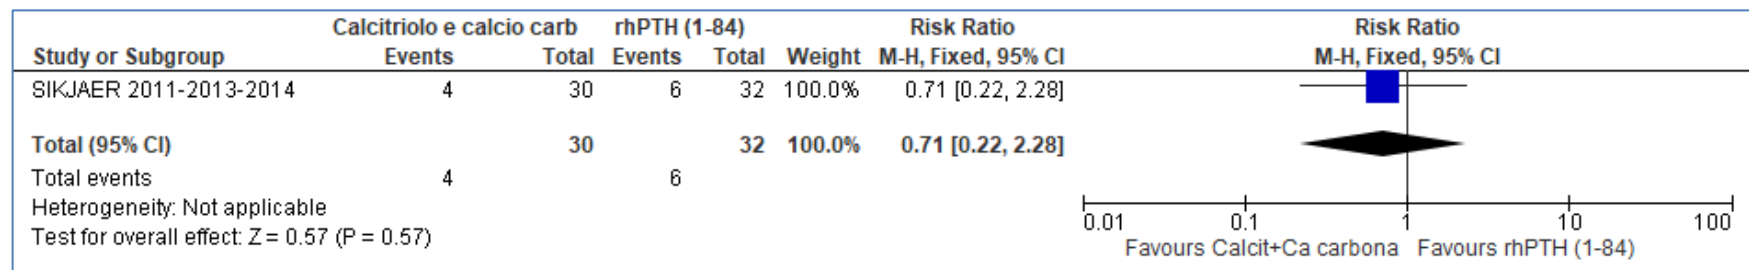 Calcitriolo e calcio carb rhPTH (1-84) Risk Ratio Risk Ratio
Study or Subgroup Events Total Events Total Weight M-H, Fixed, 95% CI M-H, Fixed, 95% CI
SIKJAER 2011-2013-2014 4 30 6 32 100.0% 0.71 [0.22, 2.28]
Total (95% CI) 30 32 100.0% 0.71 [0.22, 2.28]
Total events 4 6
Heterogeneity: Not applicable
Test for overall effect: Z = 0.57 (P = 0.57)
0.01 0.1 1 10 100
Favours Calcit+Ca carbona Favours rhPTH (1-84)